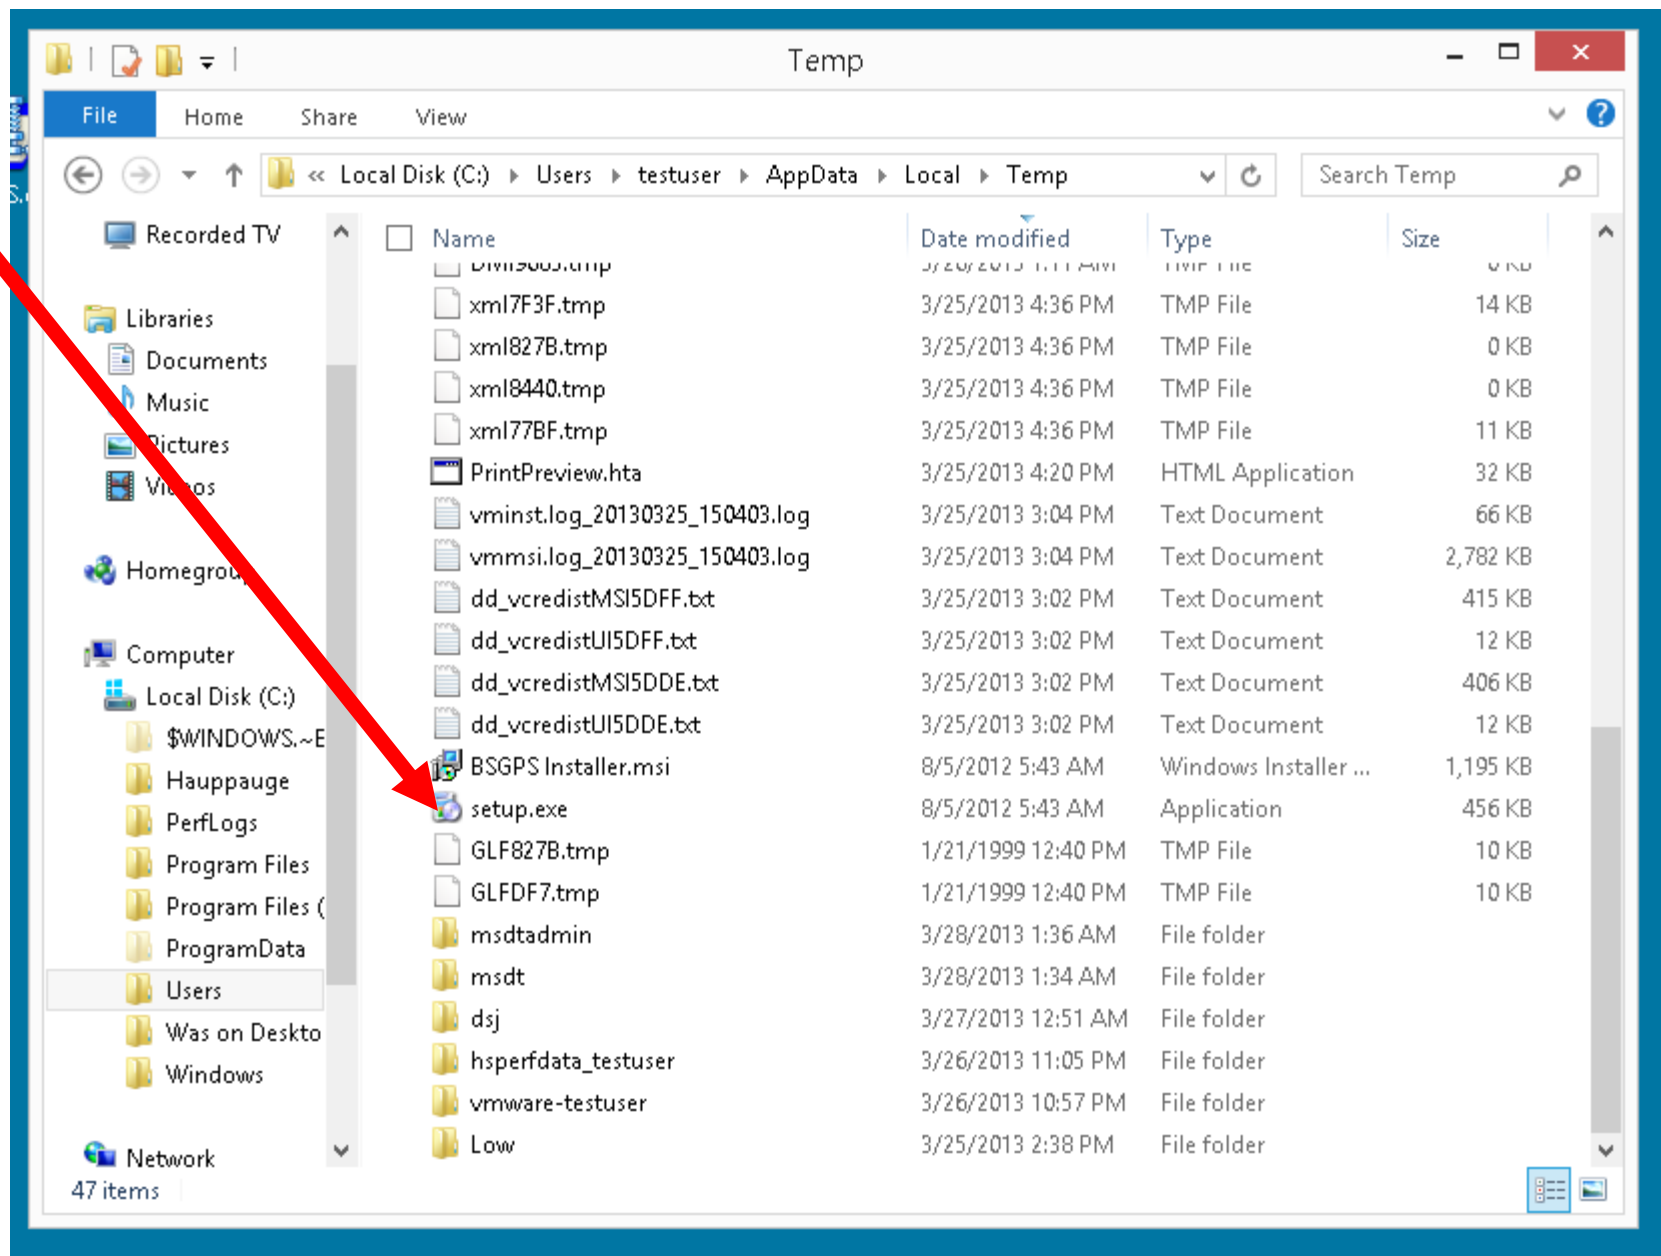 Temp
File Home Share View
« Local Disk (C:) Users testuser AppData Local Temp Search Temp
Recorded TV
Libraries
Documents
Music
Pictures
Videos
Computer
Local Disk (C:)
$WINDOWS.~
Hauppauge
PerfLogs
Program Files
Program Files (
ProgramData
Users
Was on Deskto
Windows
Network
Name Date modified Type Size
xml7F3F.tmp 3/25/2013 4:36 PM TMP File 14 KB
xml827B.tmp 3/25/2013 4:36 PM TMP File 0 KB
xml8440.tmp 3/25/2013 4:36 PM TMP File 0 KB
xml77BF.tmp 3/25/2013 4:36 PM TMP File 11 KB
PrintPreview.hta 3/25/2013 4:20 PM HTML Application 32 KB
vminst.log_20130325_150403.log 3/25/2013 3:04 PM Text Document 66 KB
vmmsi.log_20130325_150403.log 3/25/2013 3:04 PM Text Document 2,782 KB
dd_vcredistMSI5DFF.txt 3/25/2013 3:02 PM Text Document 415 KB
dd_vcredistUI5DFF.txt 3/25/2013 3:02 PM Text Document 12 KB
dd_vcredistMSI5DDE.txt 3/25/2013 3:02 PM Text Document 406 KB
dd_vcredistUI5DDE.txt 3/25/2013 3:02 PM Text Document 12 KB
BSGPS Installer.msi 8/5/2012 5:43 AM Windows Installer ... 1,195 KB
setup.exe 8/5/2012 5:43 AM Application 456 KB
GLF827B.tmp 1/21/1999 12:40 PM TMP File 10 KB
GLFDF7.tmp 1/21/1999 12:40 PM TMP File 10 KB
msdtadmin 3/28/2013 1:36 AM File folder
msdt 3/28/2013 1:34 AM File folder
dsj 3/27/2013 12:51 AM File folder
hsperfdata_testuser 3/26/2013 11:05 PM File folder
vmware-testuser 3/26/2013 10:57 PM File folder
Low 3/25/2013 2:38 PM File folder
47 items